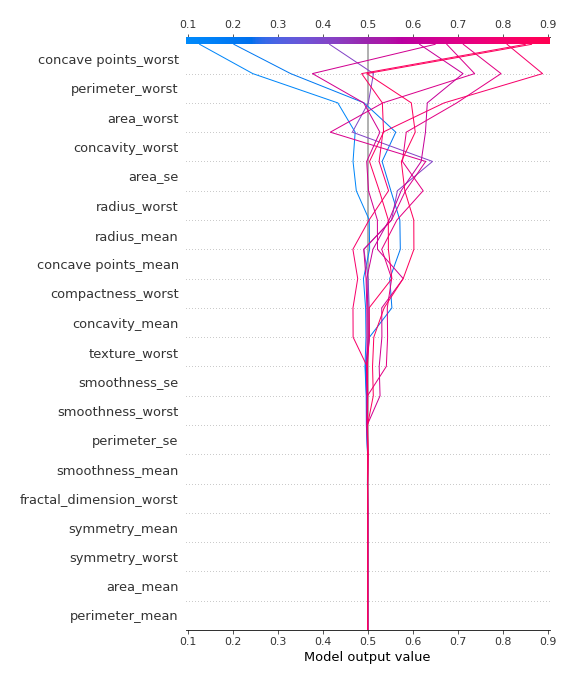 0.1 0.2 0.3 0.4 0.5 0.6 0.7 0.8 0.9
concave points_worst
perimeter_worst
area_worst
concavity_worst
area_se
radius_worst
radius_mean
concave points_mean
compactness_worst
concavity_mean
texture_worst
smoothness_se
smoothness_worst
perimeter_se
smoothness_mean
fractal_dimension_worst
symmetry_mean
symmetry_worst
area_mean
perimeter_mean
0.1 0.2 0.3 0.4 0.5 0.6 0.7 0.8 0.9
Model output value